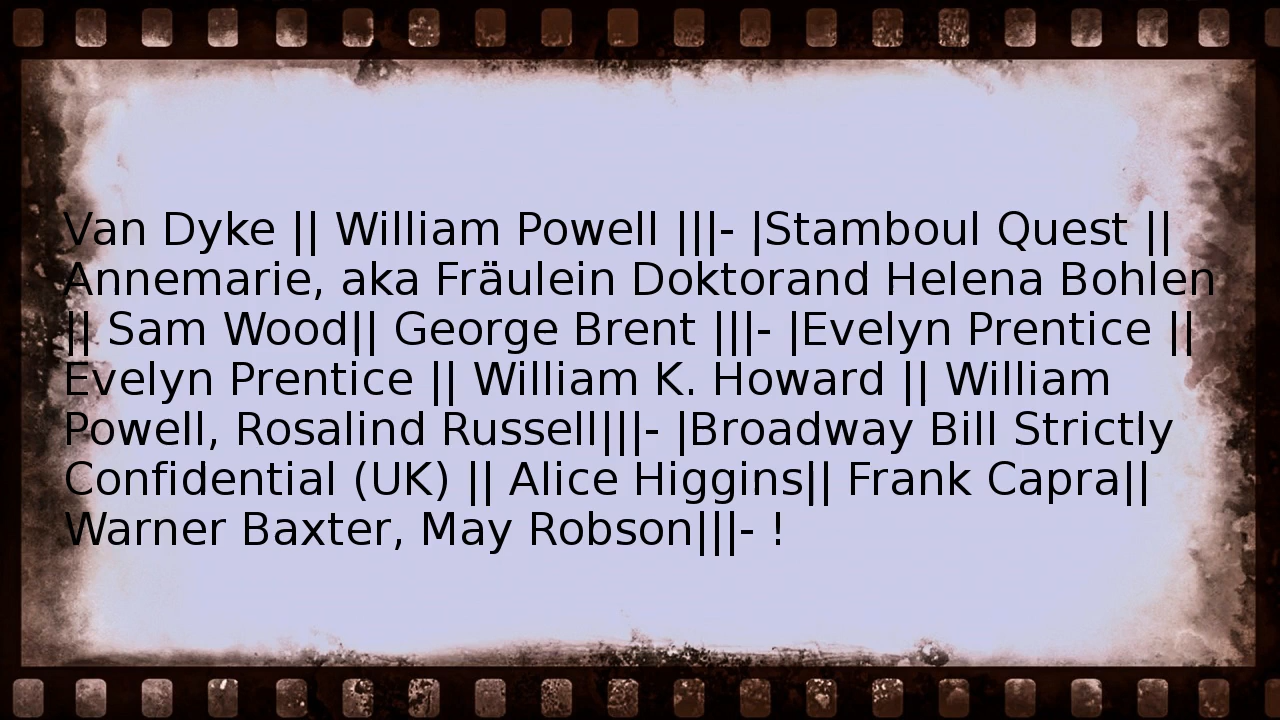 Van Dyke || William Powell |||- |Stamboul Quest ||
Annemarie, aka Fräulein Doktorand Helena Bohlen
|| Sam Wood|| George Brent |||- |Evelyn Prentice ||
Evelyn Prentice || William K. Howard || William
Powell, Rosalind Russell|||- |Broadway Bill Strictly
Confidential (UK) || Alice Higgins|| Frank Capra||
Warner Baxter, May Robson|||- !